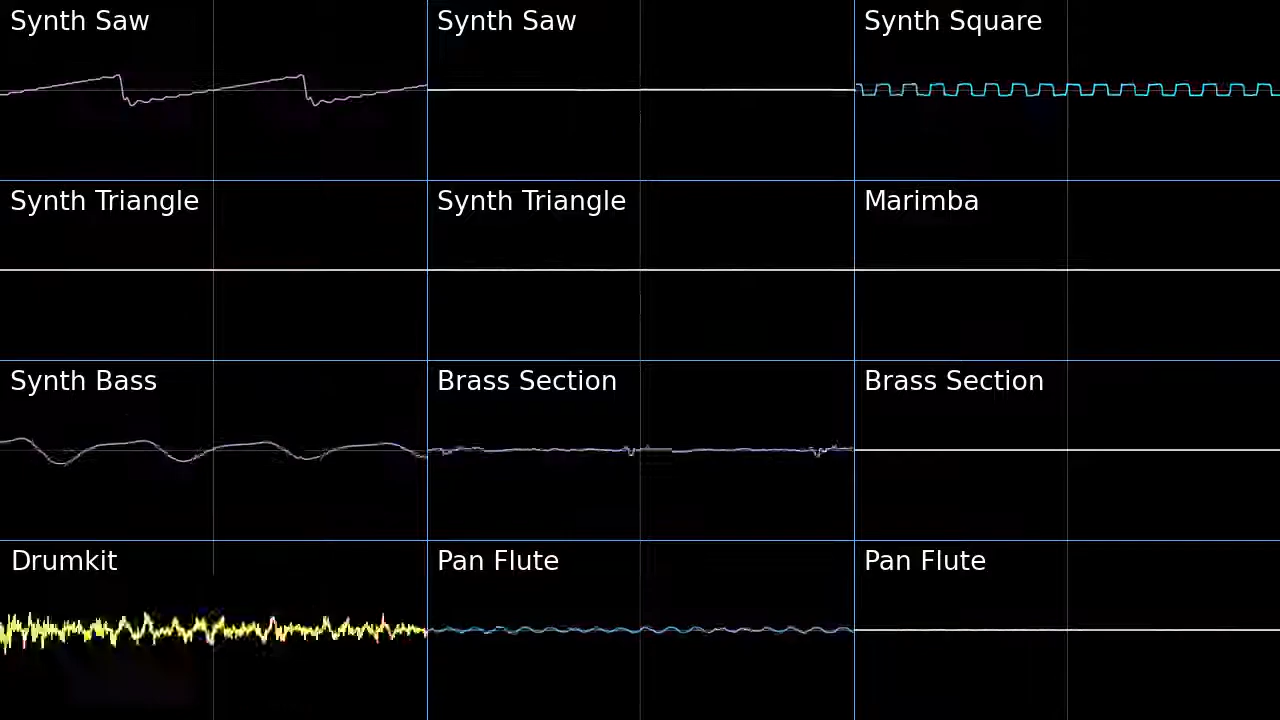 Synth Saw
Synth Saw
Synth Square
Synth Triangle
Synth Triangle
Marimba
Synth Bass
Brass Section
Brass Section
Drumkit
Pan Flute
Pan Flute